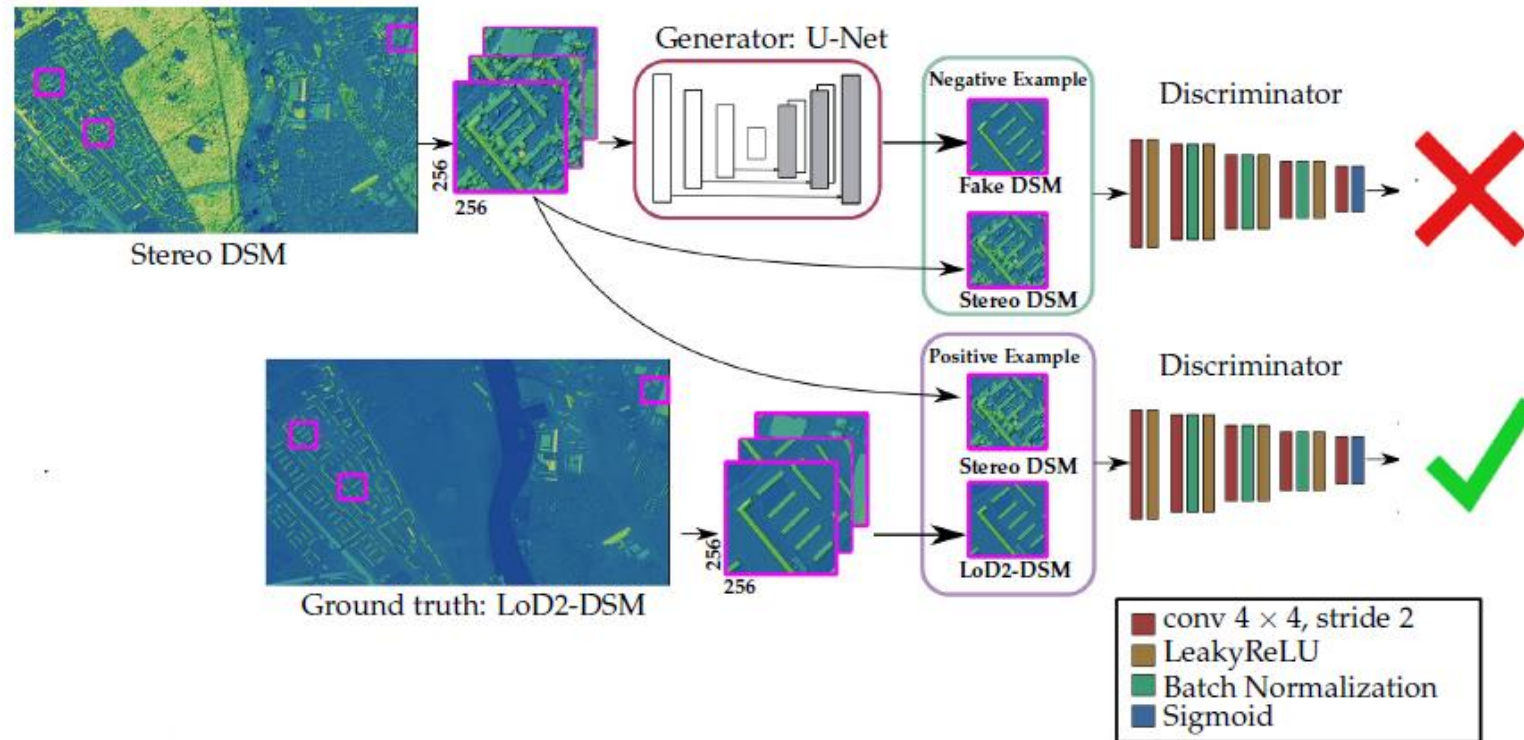 Generator: U-Net
Negative Example
Discriminator
Fake DSM
256
256
Stereo DSM
Stereo DSM
Positive Example
Discriminator
Stereo DSM
256
256
LoD2-DSM
Ground truth: LoD2-DSM
conv 4 × 4, stride 2
LeakyReLU
Batch Normalization
Sigmoid